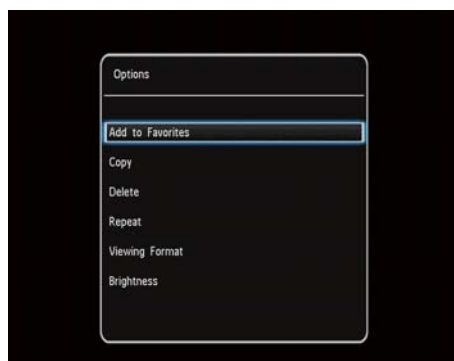 Options
Add to Favorites
Copy
Delete
Repeat
Viewing Format
Brightness